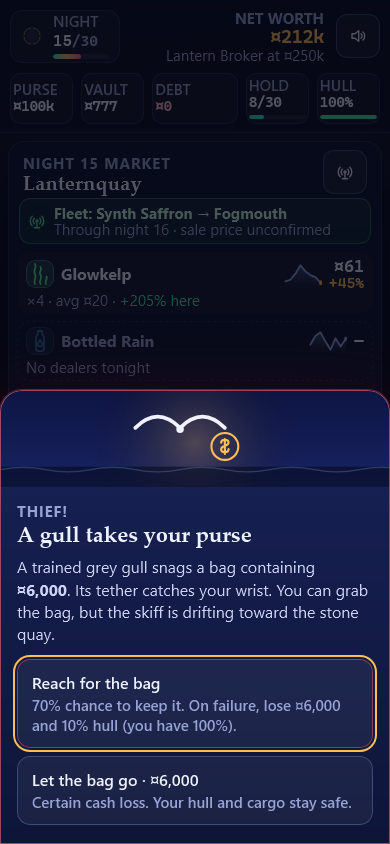 NIGHT
15/30
NET WORTH
¤212k
Lantern Broker at ¤250k
PURSE
¤100k
VAULT
¤777
DEBT
¤0
HOLD
8/30
HULL
100%
NIGHT 15 MARKET
Lanternquay
Fleet: Synth Saffron → Fogmouth
Through night 16 · sale price unconfirmed
Glowkelp
¤61
+45%
×4 · avg ¤20 · +205% here
Bottled Rain
–
No dealers tonight
THIEF!
A gull takes your purse
A trained grey gull snags a bag containing
¤6,000. Its tether catches your wrist. You can grab
the bag, but the skiff is drifting toward the stone
quay.
Reach for the bag
70% chance to keep it. On failure, lose ¤6,000
and 10% hull (you have 100%).
Let the bag go · ¤6,000
Certain cash loss. Your hull and cargo stay safe.